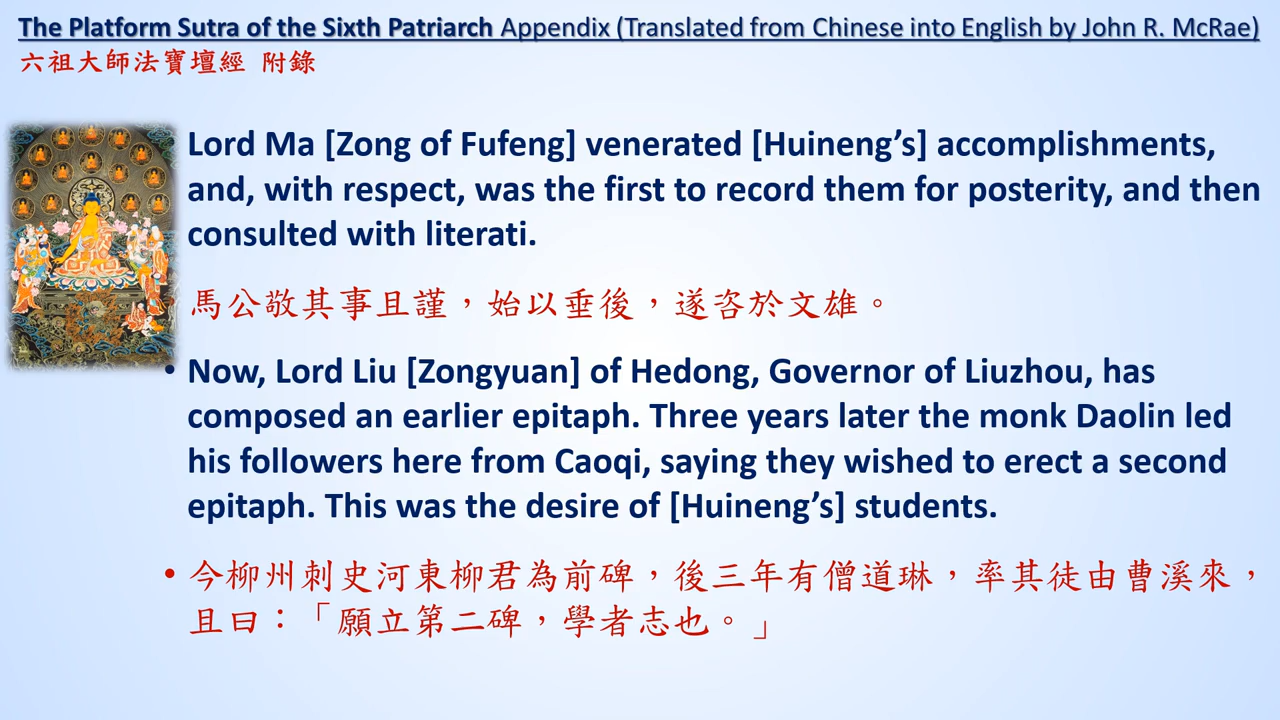 The Platform Sutra of the Sixth Patriarch Appendix (Translated from Chinese into English by John R. McRae)
六祖大師法寶壇經 附錄
Lord Ma [Zong of Fufeng] venerated [Huineng’s] accomplishments,
and, with respect, was the first to record them for posterity, and then
consulted with literati.
馬公敬其事且謹，始以垂後，遂咨於文雄。
• Now, Lord Liu [Zongyuan] of Hedong, Governor of Liuzhou, has
composed an earlier epitaph. Three years later the monk Daolin led
his followers here from Caoqi, saying they wished to erect a second
epitaph. This was the desire of [Huineng’s] students.
• 今柳州刺史河東柳君為前碑，後三年有僧道琳，率其徒由曹溪來，
且曰：「願立第二碑，學者志也。」